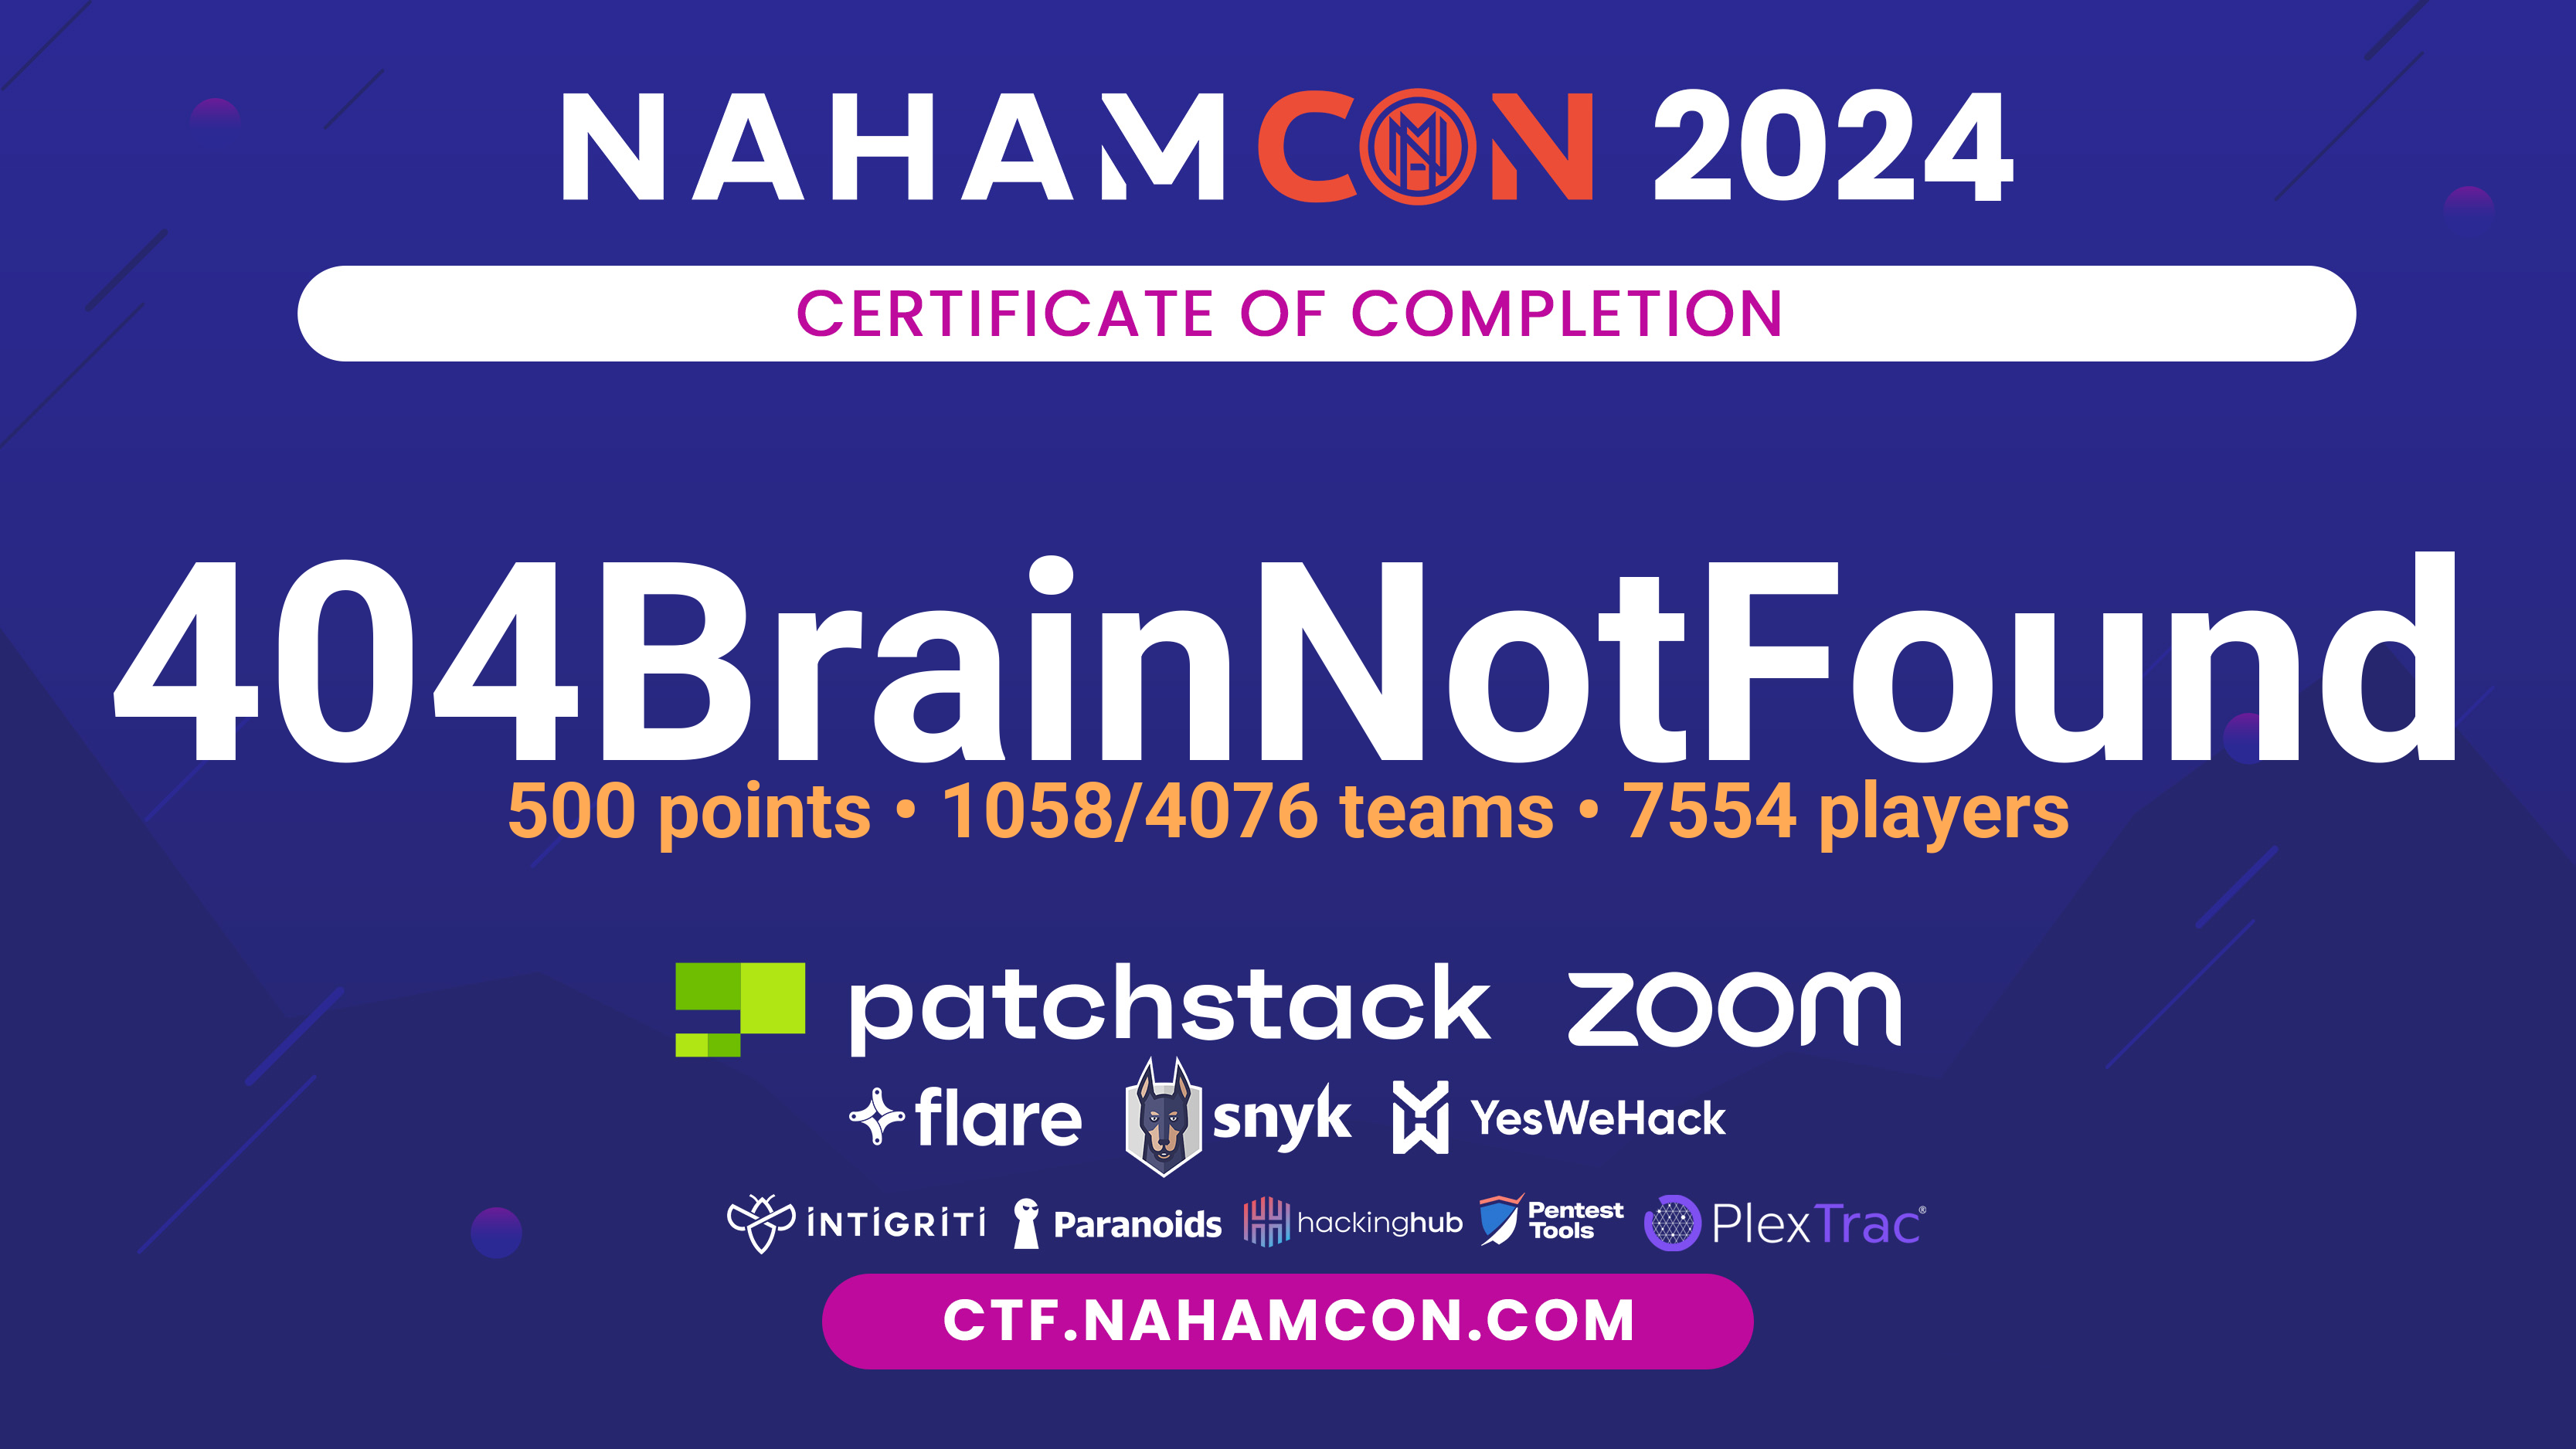 NAHAMCON 2024
CERTIFICATE OF COMPLETION
404BrainNotFound
500 points • 1058/4076 teams • 7554 players
patchstack zoom
flare snyk YesWeHack
INTIGRITI Paranoids hackinghub Pentest Tools PlexTrac®
CTF.NAHAMCON.COM